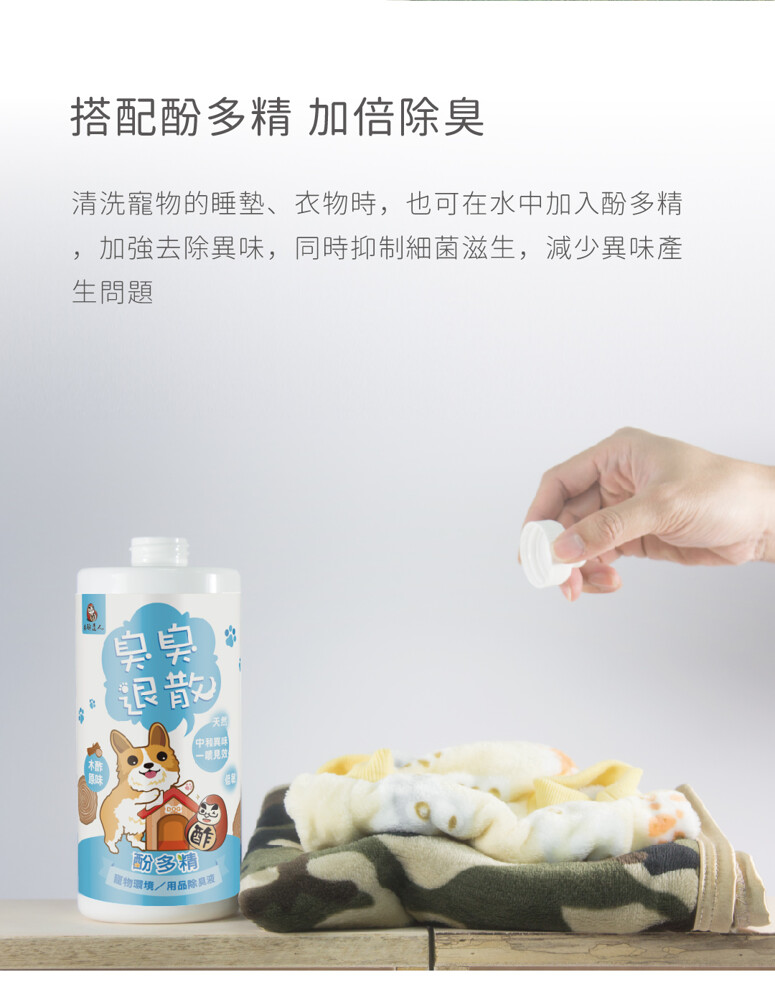 搭配酚多精 加倍除臭
清洗寵物的睡墊、衣物時，也可在水中加入酚多精
，加強去除異味，同時抑制細菌滋生，減少異味產
生問題
臭臭
退散
天然
中和異味
一噴見效
木酢
原味
DOG
酢
酚多精
寵物環境／用品除臭液